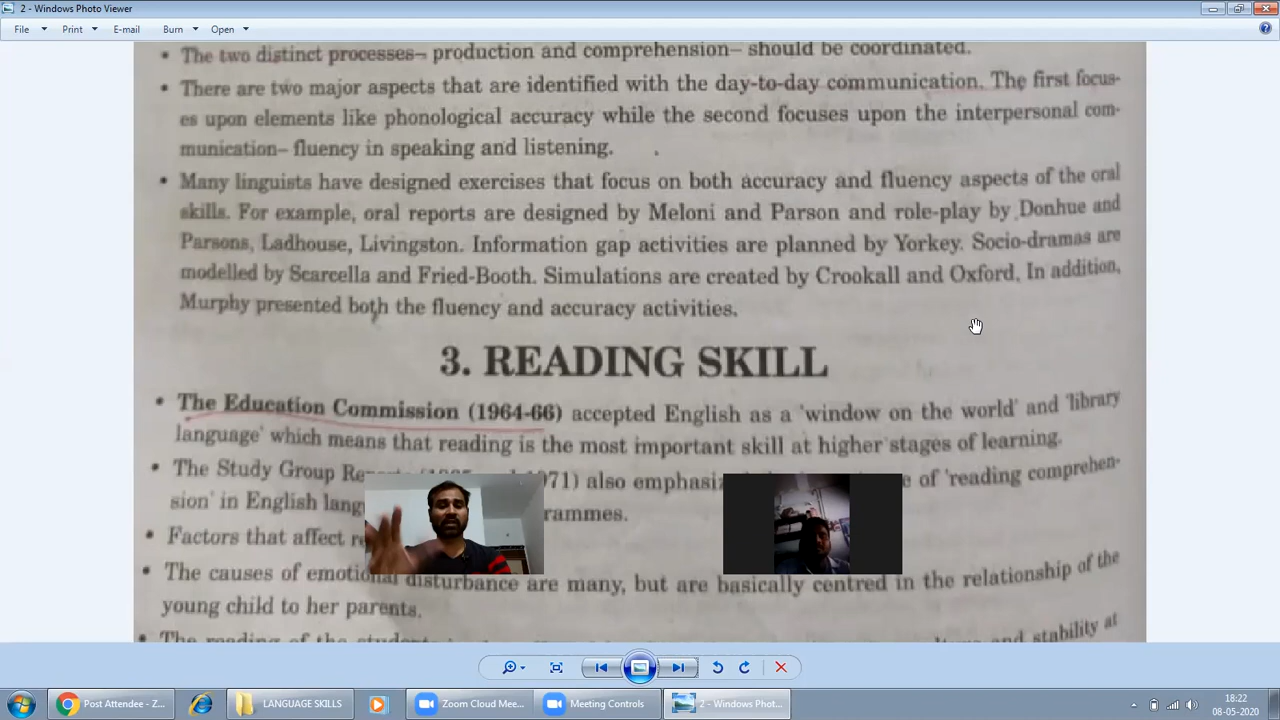 2 - Windows Photo Viewer
File Print Burn E-mail Open
• The two distinct processes– production and comprehension– should be coordinated.
• There are two major aspects that are identified with the day-to-day communication. The first focus-
es upon elements like phonological accuracy while the second focuses upon the interpersonal com-
munication– fluency in speaking and listening.
• Many linguists have designed exercises that focus on both accuracy and fluency aspects of the oral
skills. For example, oral reports are designed by Meloni and Parson and role-play by Donhue and
Parsons, Ladhouse, Livingston. Information gap activities are planned by Yorkey. Socio-dramas are
modelled by Scarcella and Fried-Booth. Simulations are created by Crookall and Oxford. In addition,
Murphy presented both the fluency and accuracy activities.
3. READING SKILL
• The Education Commission (1964-66) accepted English as a 'window on the world' and 'library
language' which means that reading is the most important skill at higher stages of learning.
• The Study Group 71) also e of 'reading comprehen-
sion' in English
• Factors that affect
• The causes of emotional disturbance are many, but are basically centred in the relationship of the
young child to her parents.
• The reading of the students and stability at
Post Attendee - Z... LANGUAGE SKILLS Zoom Cloud Mee... Meeting Controls 2 - Windows Phot...
18:22
08-05-2020